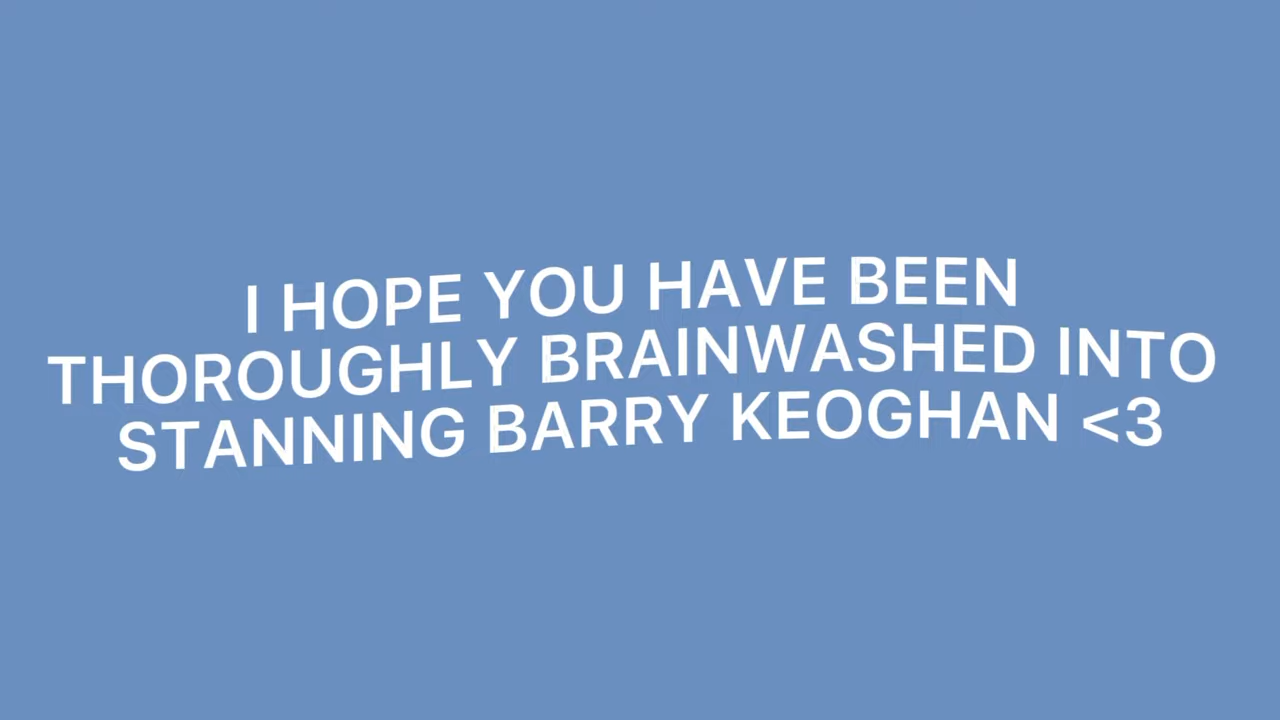 I HOPE YOU HAVE BEEN
THOROUGHLY BRAINWASHED INTO
STANNING BARRY KEOGHAN <3